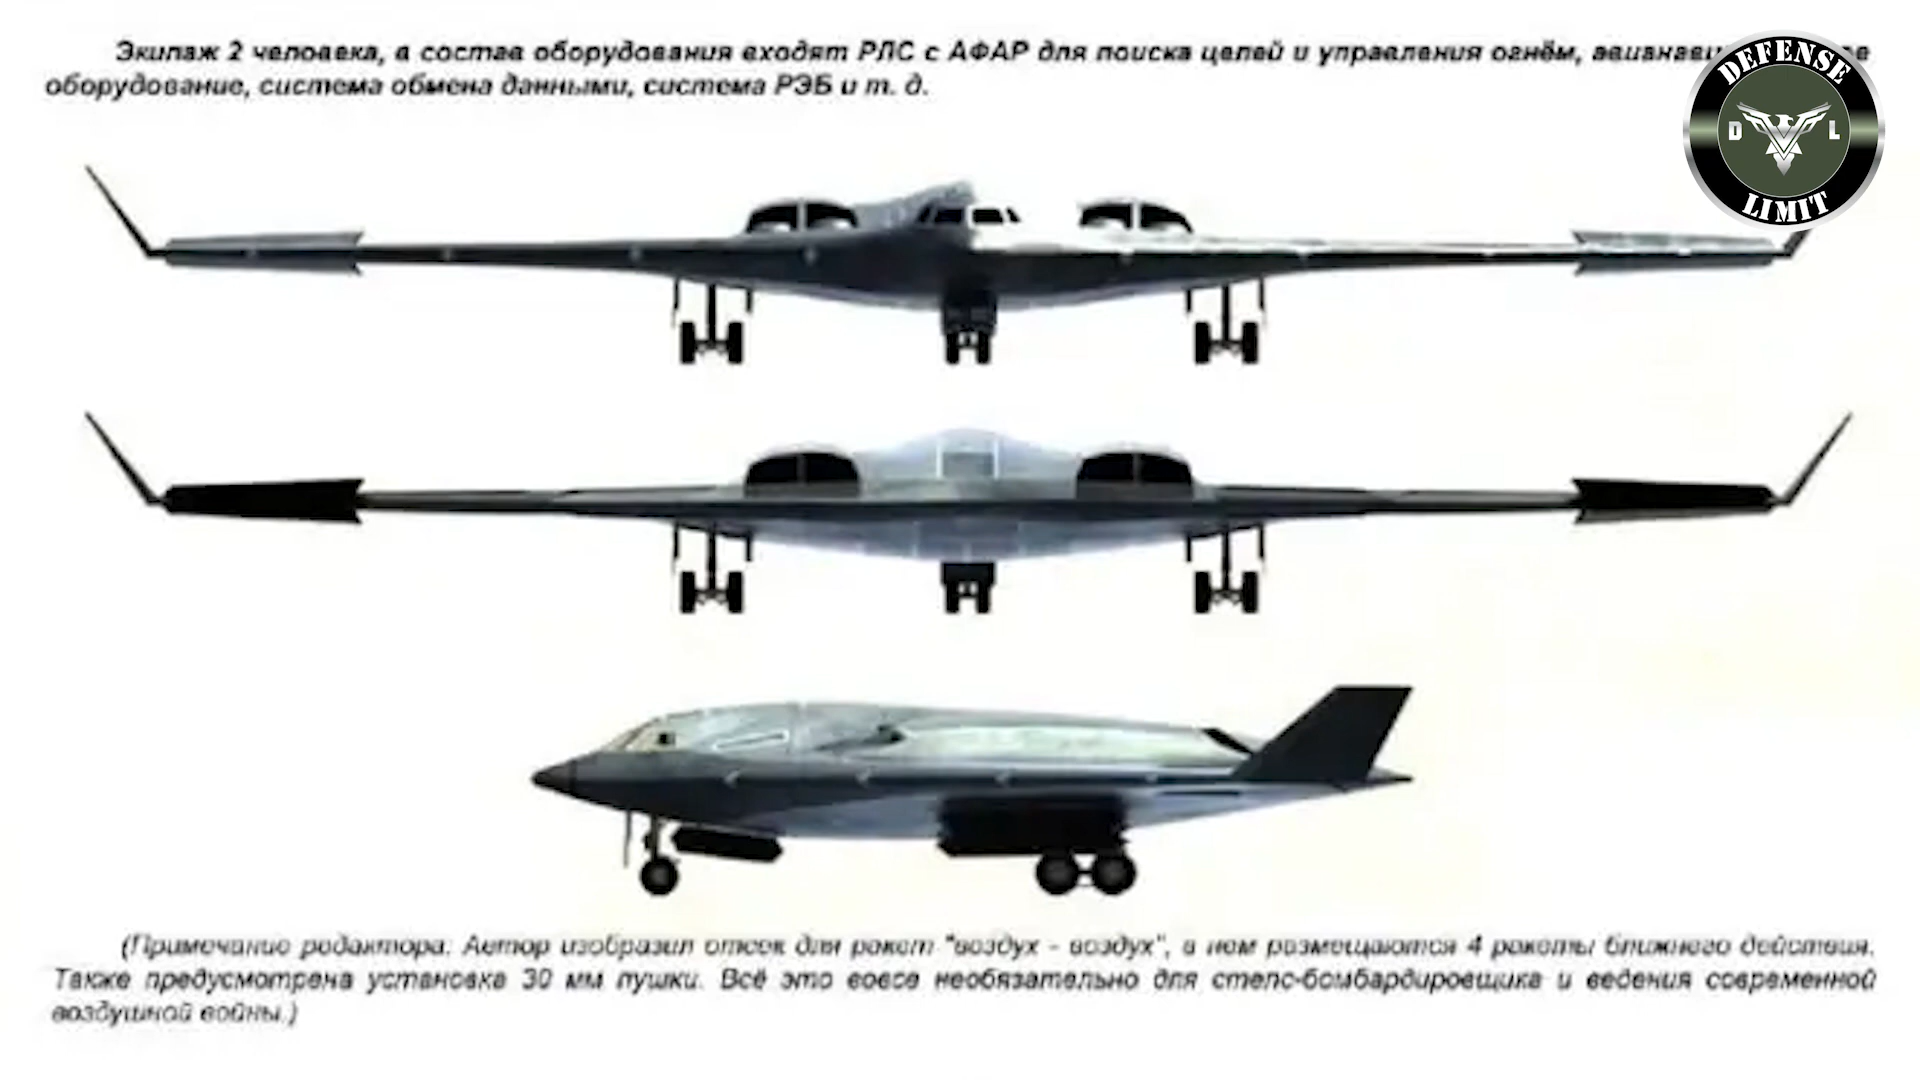 Экипаж 2 человека, в состав оборудования входят РЛС с АФАР для поиска целей и управления огнём,
оборудование, система обмена данными, система РЭБ и т. д.
DEFENSE
D L
LIMIT
(Примечание редактора: Автор изобразил отсек для ракет "воздух - воздух", в нем размещаются 4 ракеты ближнего действия.
Также предусмотрена установка 30 мм пушки. Всё это вовсе необязательно для стелс-бомбардировщика и ведения современной
воздушной войны.)